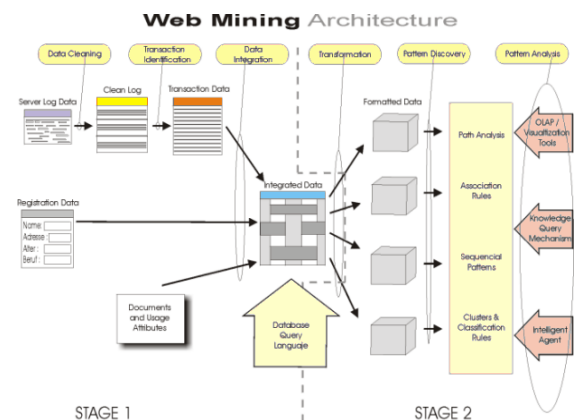 Web Mining Architecture
Data Cleaning
Transaction
Identification
Data
Integration
Transformation
Pattern Discovery
Pattern Analysis
Server Log Data
Clean Log
Transaction Data
Formatted Data
Path Analysis
OLAP /
Visualtization
Tools
Integrated Data
Association
Rules
Registration Data
Name:
Adresse :
Alter :
Beruf :
Knowledge
Query
Mechanism
Sequencial
Patterns
Documents
and Usage
Attributes
Database
Query
Languaje
Clusters &
Classification
Rules
Intelligent
Agent
STAGE 1
STAGE 2